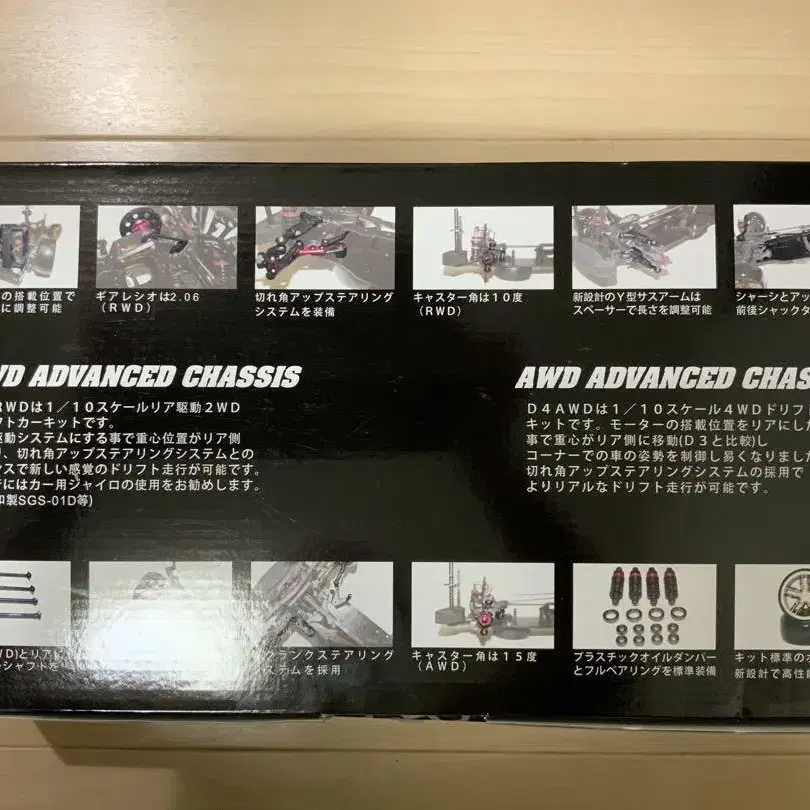 の搭載位置で
に調整可能
ギアレシオは2.06
(RWD)
切れ角アップステアリング
システムを装備
キャスター角は10度
(RWD)
新設計のY型サスアームは
スペーサーで長さを調整可能
シャーシとアッ
前後シャックタ
WD ADVANCED CHASSIS
RWDは1/10スケールリア駆動2WD
フトカーキットです。
駆動システムにする事で重心位置がリア側
、切れ角アップステアリングシステムとの
ンスで新しい感覚のドリフト走行が可能です。
にはカー用ジャイロの使用をお勧めします。
製SGS-01D等)
AWD ADVANCED CHAS
D4AWDは1/10スケール4WDドリフ
キットです。モーターの搭載位置をリアにした
事で重心がリア側に移動(D3と比較)し
コーナーでの車の姿勢を制御し易くなりました
切れ角アップステアリングシステムの採用で
よりリアルなドリフト走行が可能です。
WD)とリア
シャフトを
クランクステアリング
ステムを採用
キャスター角は15度
(AWD)
プラスチックオイルダンパー
とフルベアリングを標準装備
キット標準のホ
新設計で高性能